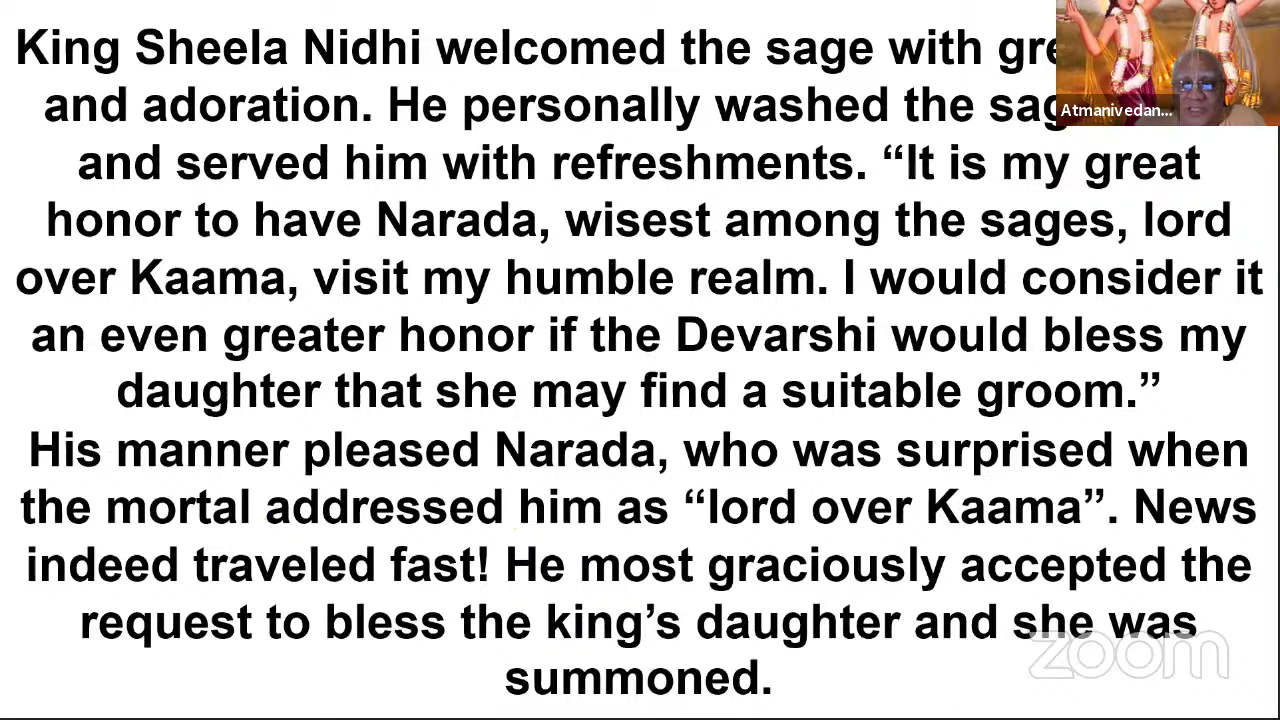 King Sheela Nidhi welcomed the sage with
and adoration. He personally washed the
and served him with refreshments. “It is my great
honor to have Narada, wisest among the sages, lord
over Kaama, visit my humble realm. I would consider it
an even greater honor if the Devarshi would bless my
daughter that she may find a suitable groom.”
His manner pleased Narada, who was surprised when
the mortal addressed him as “lord over Kaama”. News
indeed traveled fast! He most graciously accepted the
request to bless the king’s daughter and she was
summoned.
Atmanivedan...
zoom